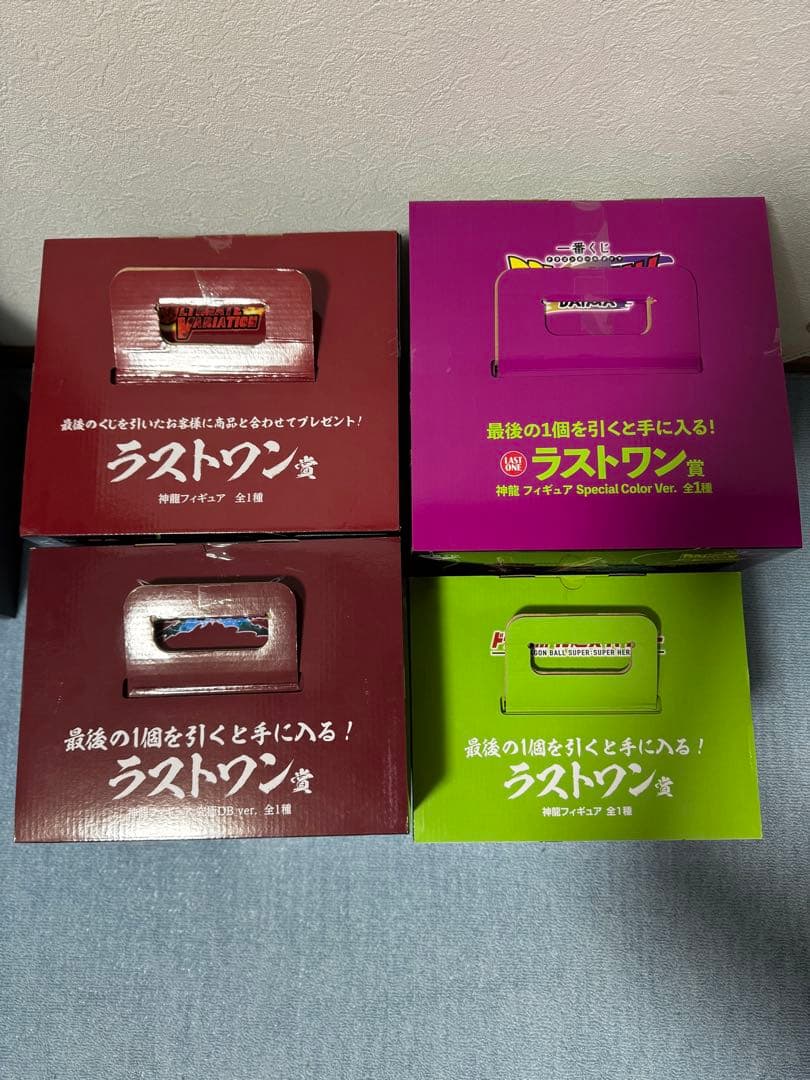 VARIATION
最後のくじを引いたお客様に商品と合わせてプレゼント!
ラストワン賞
神龍フィギュア 全1種
一番くじ
最後の1個を引くと手に入る!
LAST ONE
ラストワン賞
神龍 フィギュア Special Color Ver. 全1種
最後の1個を引くと手に入る!
ラストワン賞
DB ver. 全1種
GON BALL SUPER:SUPER HER
最後の1個を引くと手に入る!
ラストワン賞
神龍フィギュア 全1種